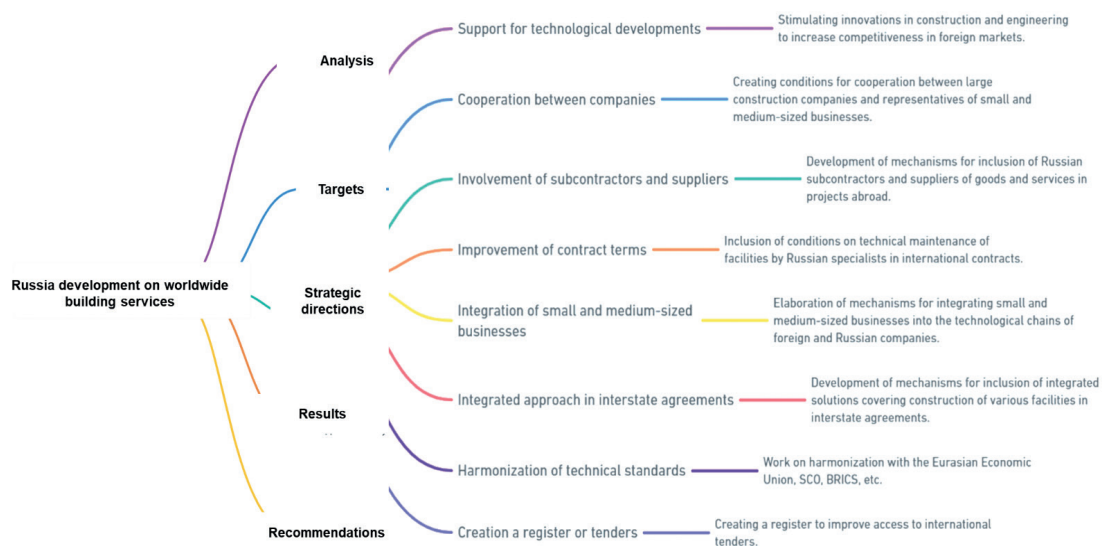 Russia development on worldwide
building services
Analysis
Targets
Strategic
directions
Results
Recommendations
Support for technological developments
Stimulating innovations in construction and engineering
to increase competitiveness in foreign markets.
Cooperation between companies
Creating conditions for cooperation between large
construction companies and representatives of small and
medium-sized businesses.
Involvement of subcontractors and suppliers
Development of mechanisms for inclusion of Russian
subcontractors and suppliers of goods and services in
projects abroad.
Improvement of contract terms
Inclusion of conditions on technical maintenance of
facilities by Russian specialists in international contracts.
Integration of small and medium-sized
businesses
Elaboration of mechanisms for integrating small and
medium-sized businesses into the technological chains of
foreign and Russian companies.
Integrated approach in interstate agreements
Development of mechanisms for inclusion of integrated
solutions covering construction of various facilities in
interstate agreements.
Harmonization of technical standards
Work on harmonization with the Eurasian Economic
Union, SCO, BRICS, etc.
Creation a register or tenders
Creating a register to improve access to international
tenders.